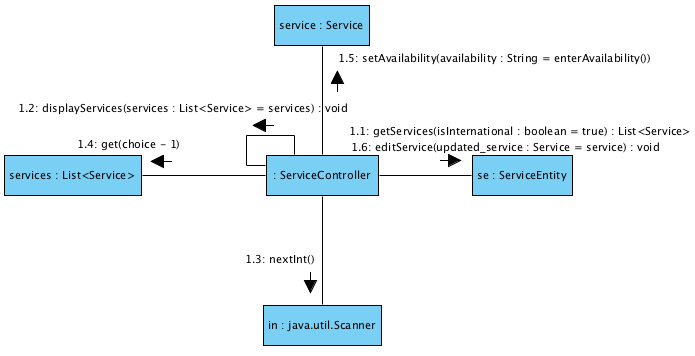 service : Service
1.5: setAvailability(availability : String = enterAvailability())
1.2: displayServices(services : List<Service> = services) : void
1.1: getServices(isInternational : boolean = true) : List<Service>
1.4: get(choice - 1)
1.6: editService(updated_service : Service = service) : void
services : List<Service>
: ServiceController
se : ServiceEntity
1.3: nextInt()
in : java.util.Scanner